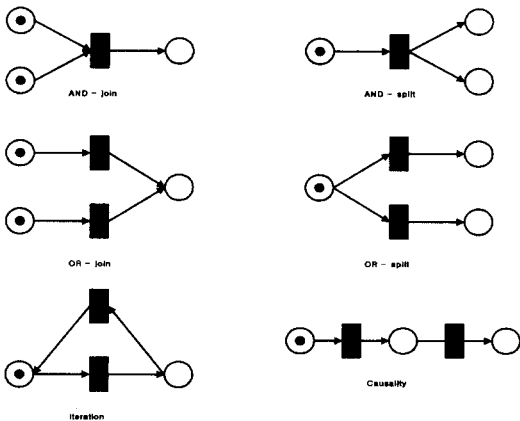 AND - join
AND - split
OR - join
OR - split
Iteration
Causality